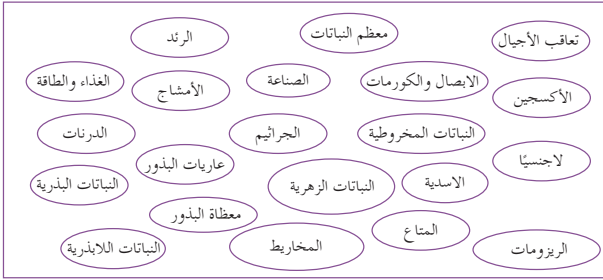 تعاقب الأجيال
معظم النباتات
الرئد
الأكسجين
الابصال والكورمات
الصناعة
الأمشاج
الغذاء والطاقة
لاجنسيًا
النباتات المخروطية
الجراثيم
عاريات البذور
الدرنات
الاسدية
النباتات الزهرية
معظاة البذور
النباتات البذرية
الريزومات
المتاع
المخاريط
النباتات اللابذرية